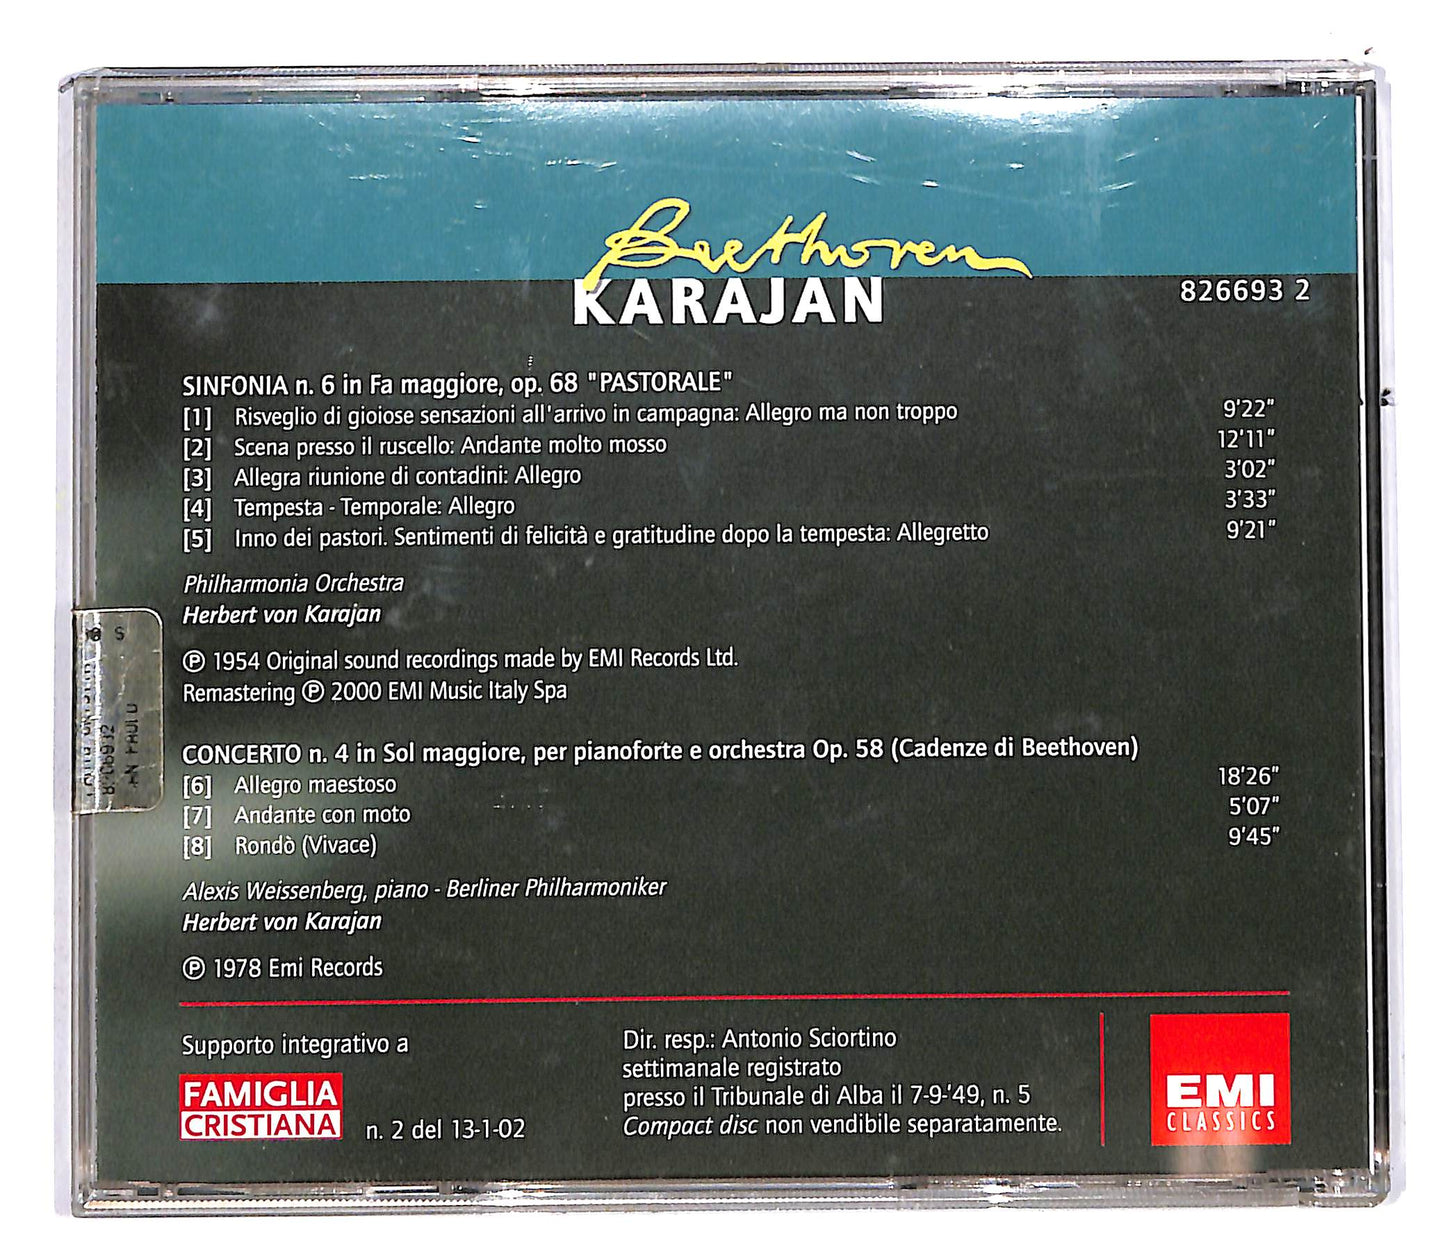 Beethoven
KARAJAN
826693 2
SINFONIA n. 6 in Fa maggiore, op. 68 "PASTORALE"
[1] Risveglio di gioiose sensazioni all'arrivo in campagna: Allegro ma non troppo 9'22"
[2] Scena presso il ruscello: Andante molto mosso 12'11"
[3] Allegra riunione di contadini: Allegro 3'02"
[4] Tempesta - Temporale: Allegro 3'33"
[5] Inno dei pastori. Sentimenti di felicità e gratitudine dopo la tempesta: Allegretto 9'21"
Philharmonia Orchestra
Herbert von Karajan
℗ 1954 Original sound recordings made by EMI Records Ltd.
Remastering ℗ 2000 EMI Music Italy Spa
CONCERTO n. 4 in Sol maggiore, per pianoforte e orchestra Op. 58 (Cadenze di Beethoven)
[6] Allegro maestoso 18'26"
[7] Andante con moto 5'07"
[8] Rondò (Vivace) 9'45"
Alexis Weissenberg, piano - Berliner Philharmoniker
Herbert von Karajan
℗ 1978 Emi Records
Supporto integrativo a
FAMIGLIA
CRISTIANA
n. 2 del 13-1-02
Dir. resp.: Antonio Sciortino
settimanale registrato
presso il Tribunale di Alba il 7-9-'49, n. 5
Compact disc non vendibile separatamente.
EMI
CLASSICS